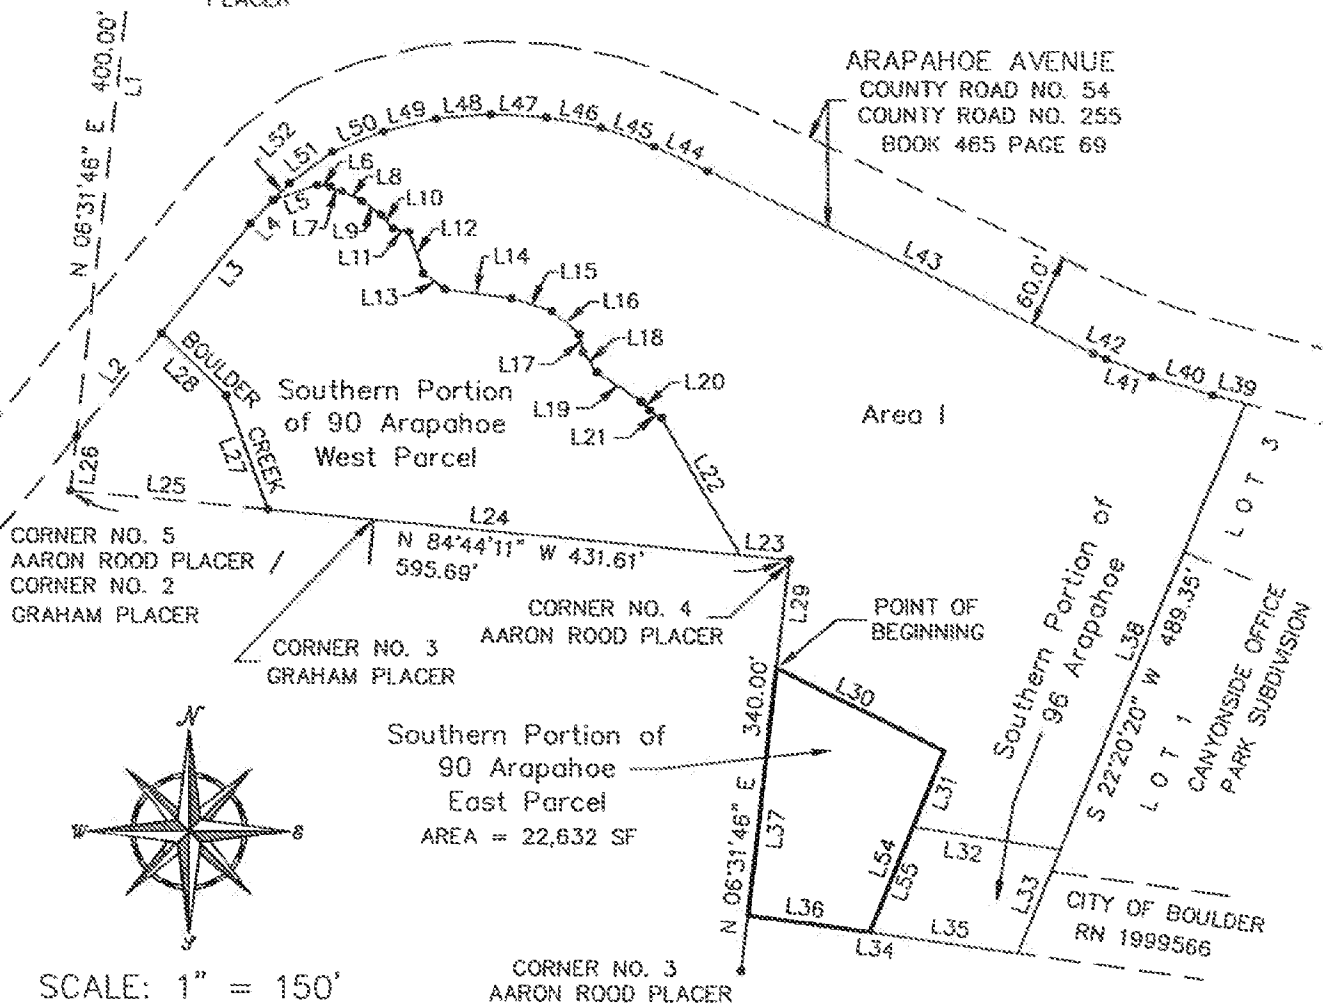 PLACER
N 06°31'46" E 400.00'
L1
ARAPAHOE AVENUE
COUNTY ROAD NO. 54
COUNTY ROAD NO. 255
BOOK 465 PAGE 69
L52
L51
L50
L49
L48
L47
L46
L45
L44
L43
60.0'
L42
L41
L40
L39
L2
L3
L4
L5
L6
L7
L8
L9
L10
L11
L12
L13
L14
L15
L16
L17
L18
L19
L20
L21
L22
L23
BOULDER
CREEK
L28
L27
L26
L25
L24
Southern Portion
of 90 Arapahoe
West Parcel
Area I
N 84°44'11" W 431.61'
595.69'
CORNER NO. 5
AARON ROOD PLACER /
CORNER NO. 2
GRAHAM PLACER
CORNER NO. 3
GRAHAM PLACER
CORNER NO. 4
AARON ROOD PLACER
L29
POINT OF
BEGINNING
L30
L31
L32
L33
L34
L35
L36
L37
L38
L54
L55
N 06°31'46" E 340.00'
Southern Portion of
90 Arapahoe
East Parcel
AREA = 22,632 SF
Southern Portion of
96 Arapahoe
S 22°20'20" W 489.35'
LOT 3
LOT 1
CANYONSIDE OFFICE
PARK SUBDIVISION
CITY OF BOULDER
RN 1999566
CORNER NO. 3
AARON ROOD PLACER
N
W
E
S
SCALE: 1" = 150'